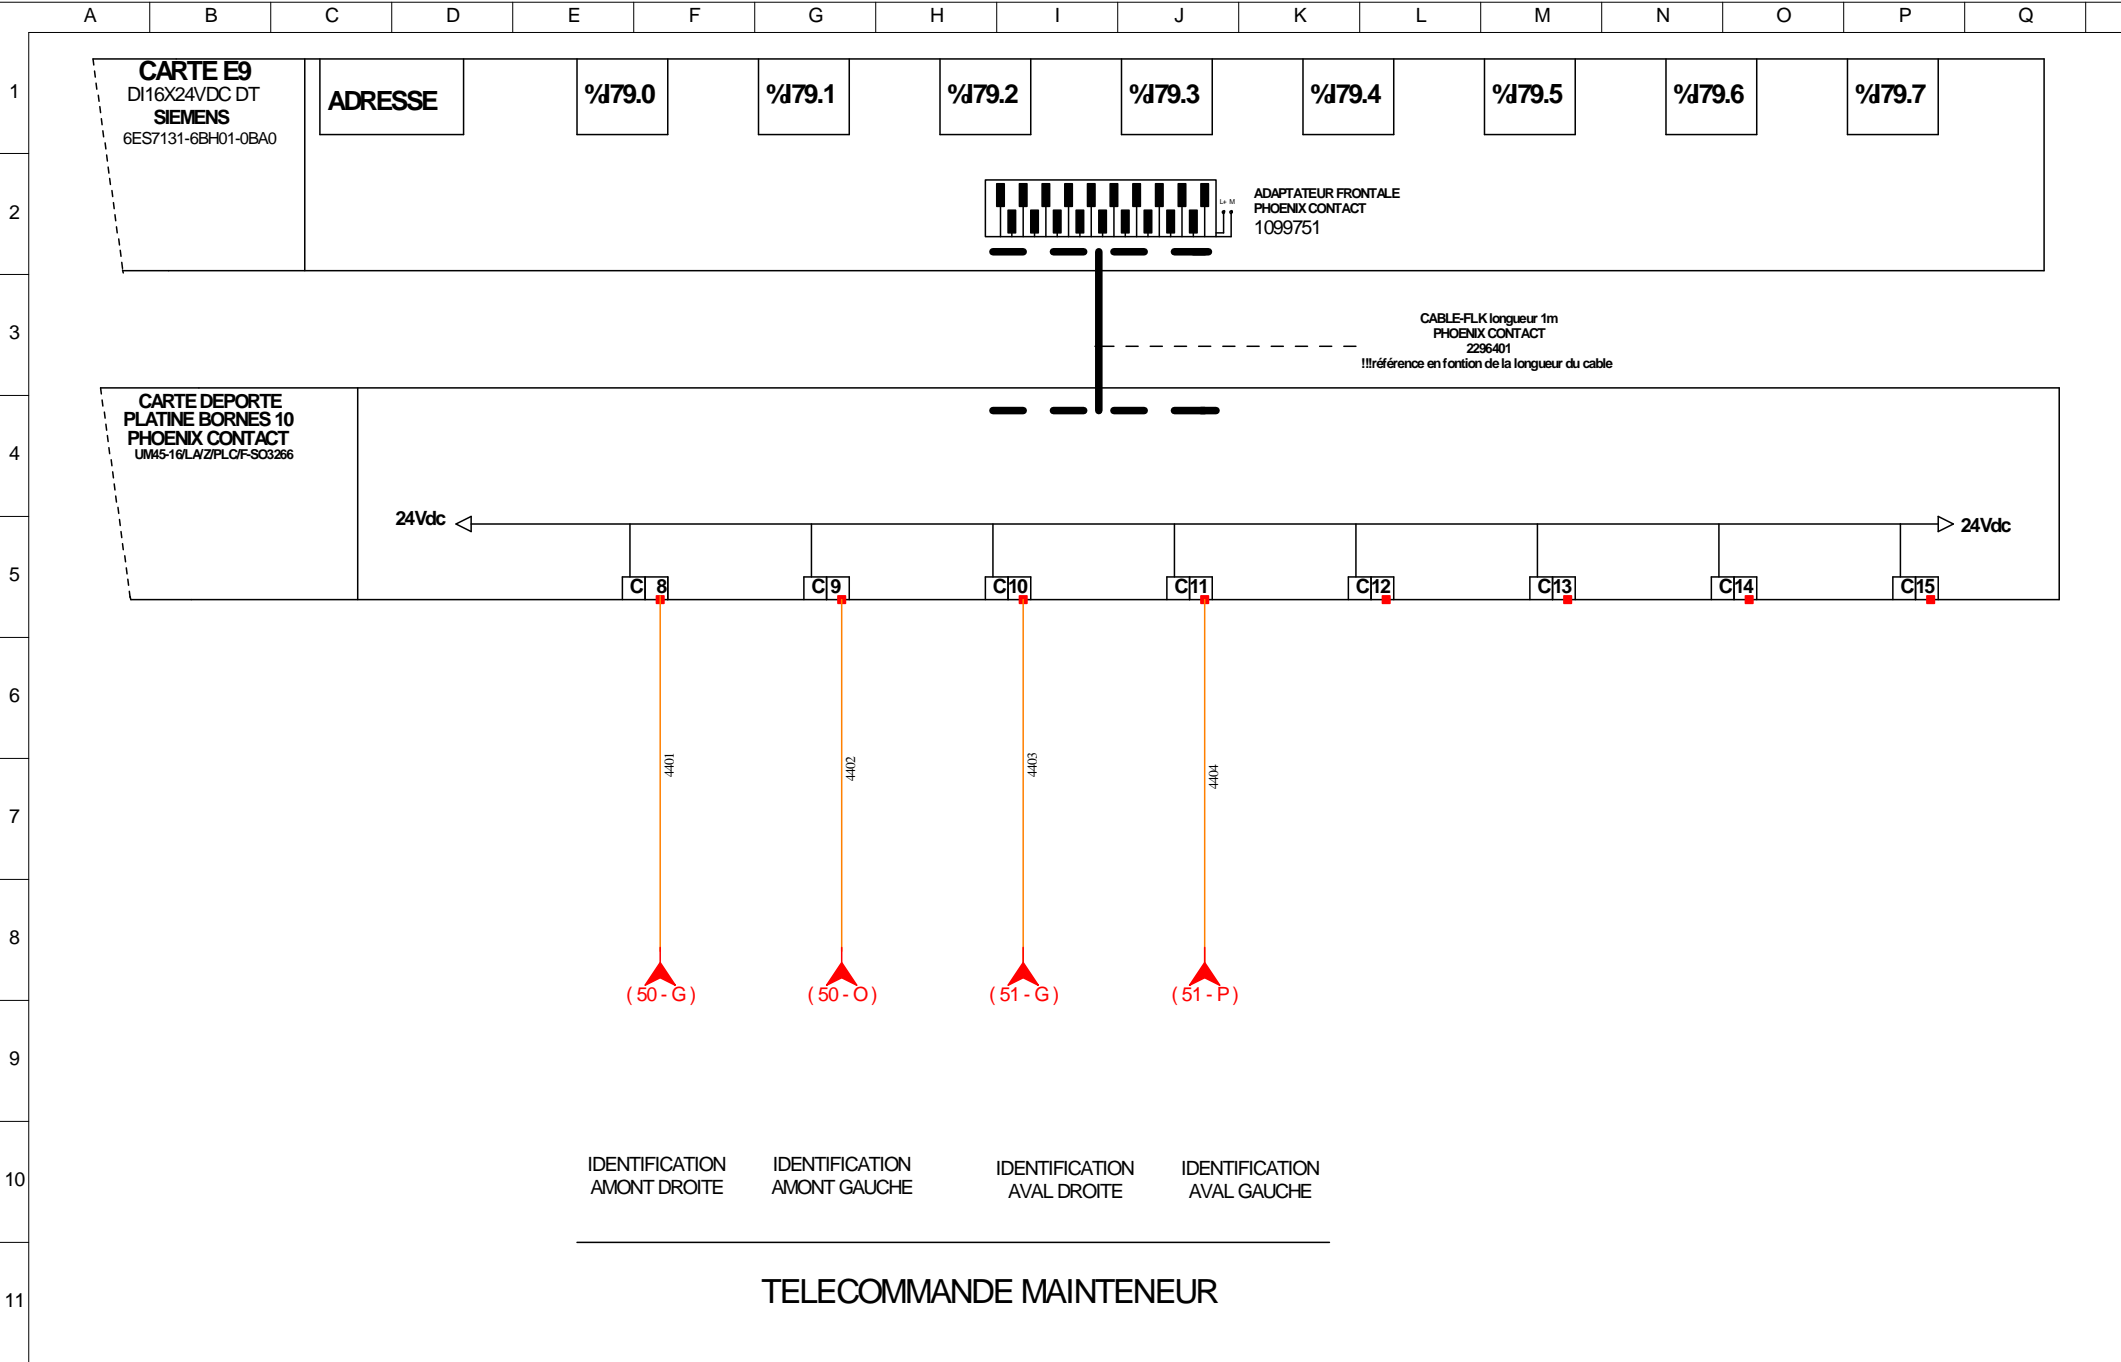 A B C D E F G H I J K L M N O P Q
1
CARTE E9
DI16X24VDC DT
SIEMENS
6ES7131-6BH01-0BA0
ADRESSE
%I79.0 %I79.1 %I79.2 %I79.3 %I79.4 %I79.5 %I79.6 %I79.7
2
L+ M
ADAPTATEUR FRONTALE
PHOENIX CONTACT
1099751
3
CABLE-FLK longueur 1m
PHOENIX CONTACT
2296401
!!!référence en fontion de la longueur du cable
4
CARTE DEPORTE
PLATINE BORNES 10
PHOENIX CONTACT
UM45-16/LA/Z/PLC/F-SO3266
24Vdc 24Vdc
5
C 8 C 9 C 10 C 11 C 12 C 13 C 14 C 15
6
4401 4402 4403 4404
7
8
(50-G) (50-O) (51-G) (51-P)
9
10
IDENTIFICATION
AMONT DROITE
IDENTIFICATION
AMONT GAUCHE
IDENTIFICATION
AVAL DROITE
IDENTIFICATION
AVAL GAUCHE
11
TELECOMMANDE MAINTENEUR